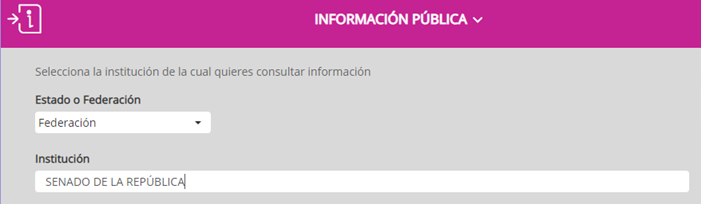 INFORMACIÓN PÚBLICA
Selecciona la institución de la cual quieres consultar información
Estado o Federación
Federación
Institución
SENADO DE LA REPÚBLICA